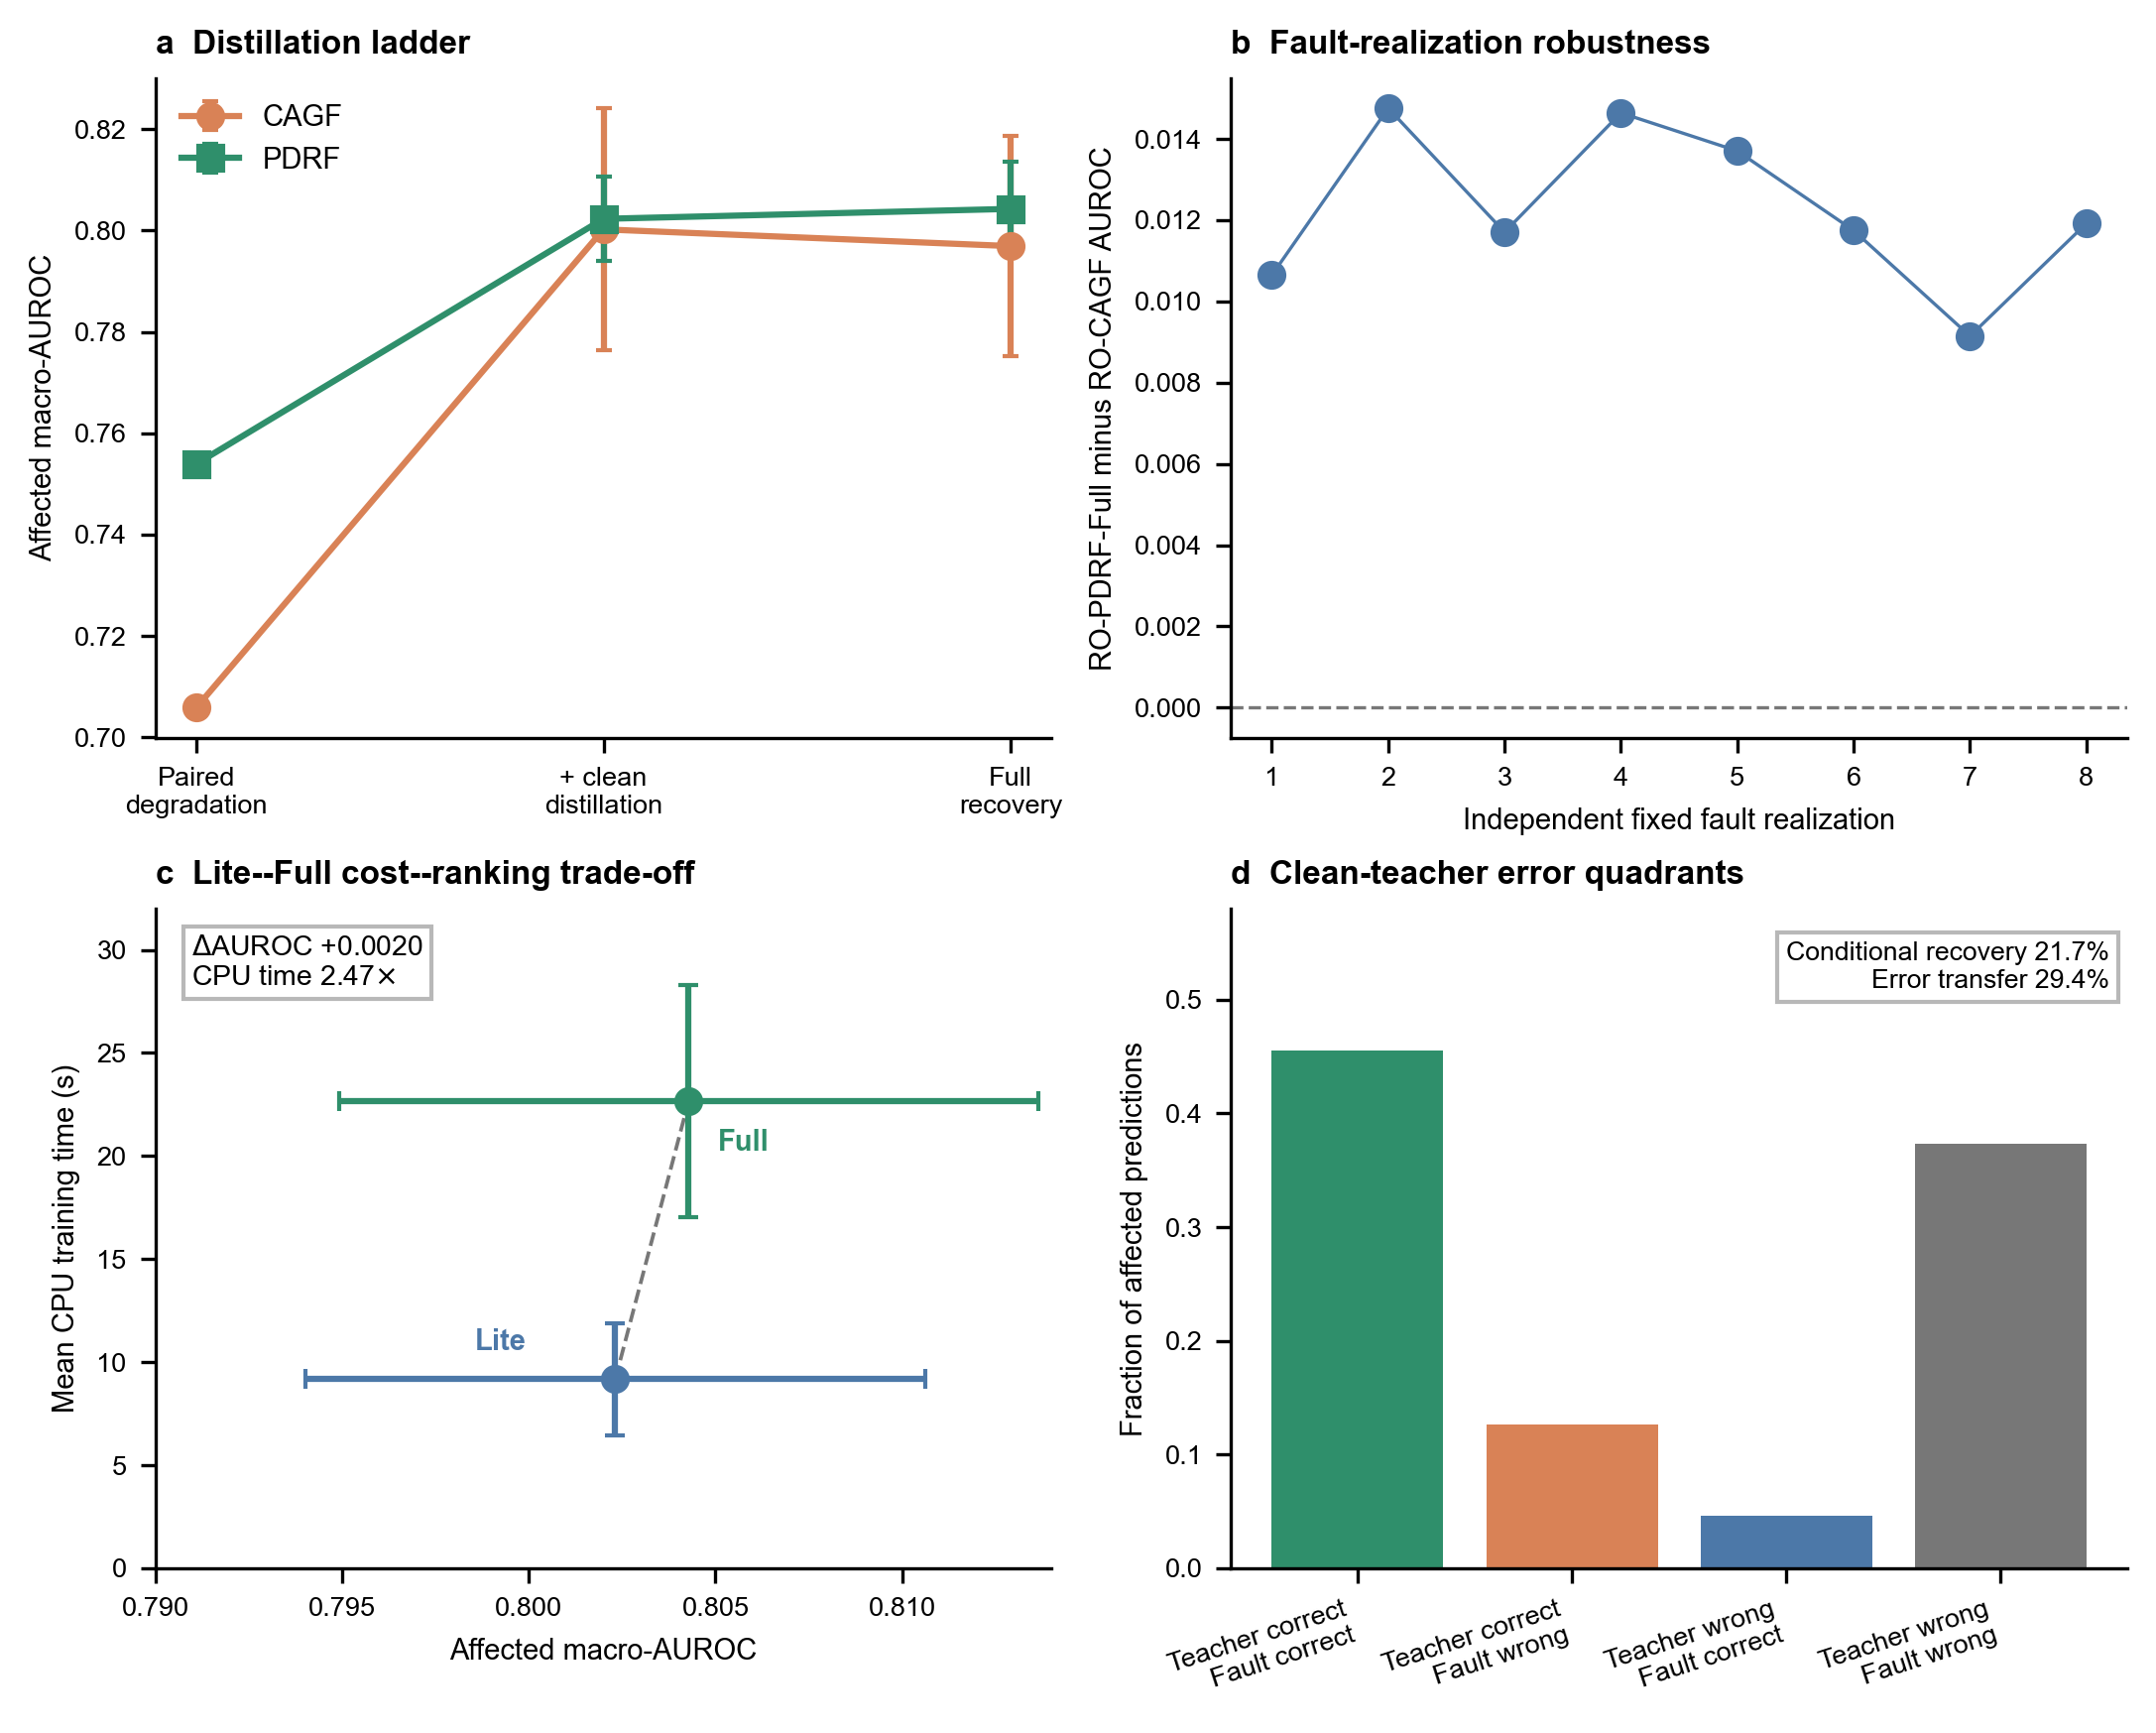 a  Distillation ladder
CAGF
PDRF
0.82
0.80
0.78
0.76
0.74
0.72
0.70
Affected macro-AUROC
Paired
degradation
+ clean
distillation
Full
recovery
b  Fault-realization robustness
0.014
0.012
0.010
0.008
0.006
0.004
0.002
0.000
RO-PDRF-Full minus RO-CAGF AUROC
1 2 3 4 5 6 7 8
Independent fixed fault realization
c  Lite--Full cost--ranking trade-off
ΔAUROC +0.0020
CPU time 2.47×
30
25
20
15
10
5
0
Mean CPU training time (s)
Full
Lite
0.790 0.795 0.800 0.805 0.810
Affected macro-AUROC
d  Clean-teacher error quadrants
Conditional recovery 21.7%
Error transfer 29.4%
0.5
0.4
0.3
0.2
0.1
0.0
Fraction of affected predictions
Teacher correct
Fault correct
Teacher correct
Fault wrong
Teacher wrong
Fault correct
Teacher wrong
Fault wrong